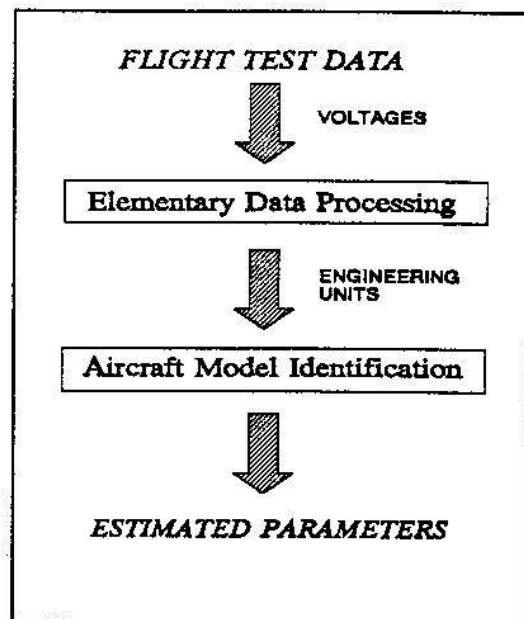 FLIGHT TEST DATA
VOLTAGES
Elementary Data Processing
ENGINEERING
UNITS
Aircraft Model Identification
ESTIMATED PARAMETERS